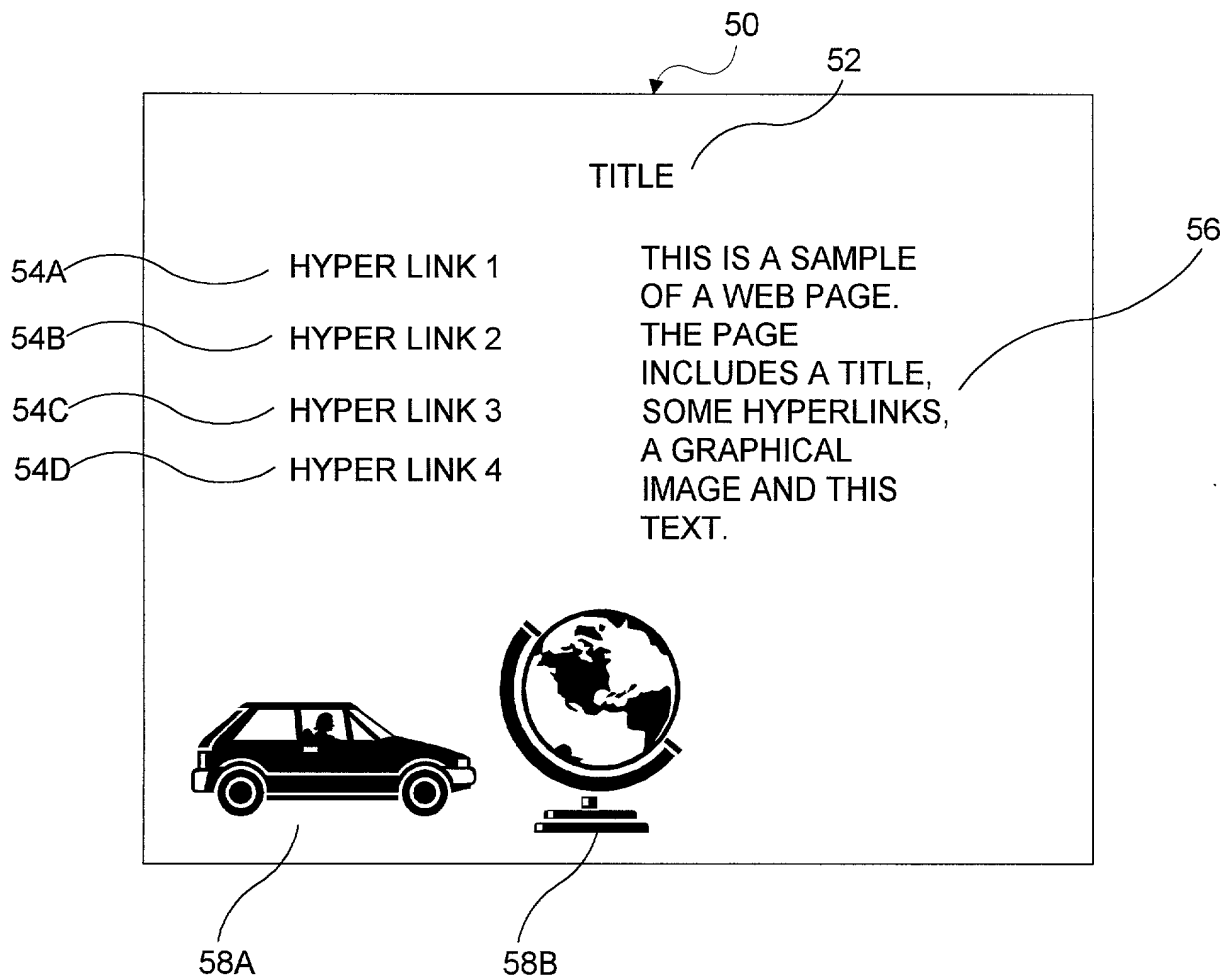 50
52
TITLE
56
54A HYPER LINK 1
54B HYPER LINK 2
54C HYPER LINK 3
54D HYPER LINK 4
THIS IS A SAMPLE
OF A WEB PAGE.
THE PAGE
INCLUDES A TITLE,
SOME HYPERLINKS,
A GRAPHICAL
IMAGE AND THIS
TEXT.
58A
58B